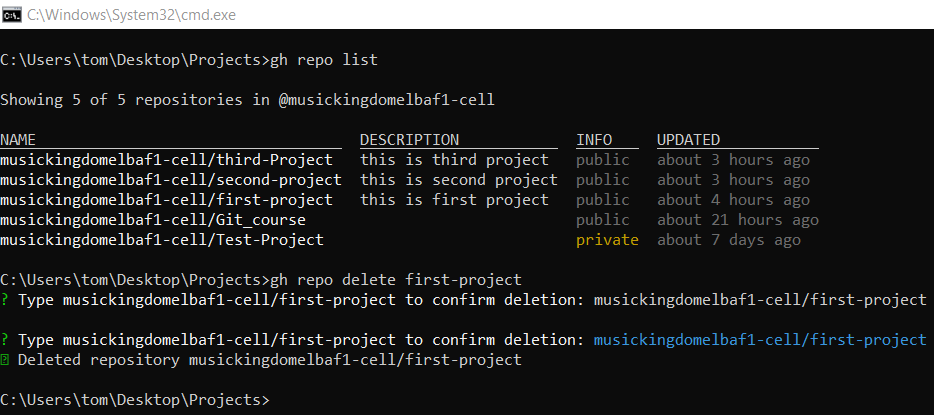 C:\Windows\System32\cmd.exe
C:\Users\tom\Desktop\Projects>gh repo list
Showing 5 of 5 repositories in @musickingdomelbaf1-cell
NAME DESCRIPTION INFO UPDATED
musickingdomelbaf1-cell/third-Project this is third project public about 3 hours ago
musickingdomelbaf1-cell/second-project this is second project public about 3 hours ago
musickingdomelbaf1-cell/first-project this is first project public about 4 hours ago
musickingdomelbaf1-cell/Git_course public about 21 hours ago
musickingdomelbaf1-cell/Test-Project private about 7 days ago
C:\Users\tom\Desktop\Projects>gh repo delete first-project
? Type musickingdomelbaf1-cell/first-project to confirm deletion: musickingdomelbaf1-cell/first-project
? Type musickingdomelbaf1-cell/first-project to confirm deletion: musickingdomelbaf1-cell/first-project
Deleted repository musickingdomelbaf1-cell/first-project
C:\Users\tom\Desktop\Projects>